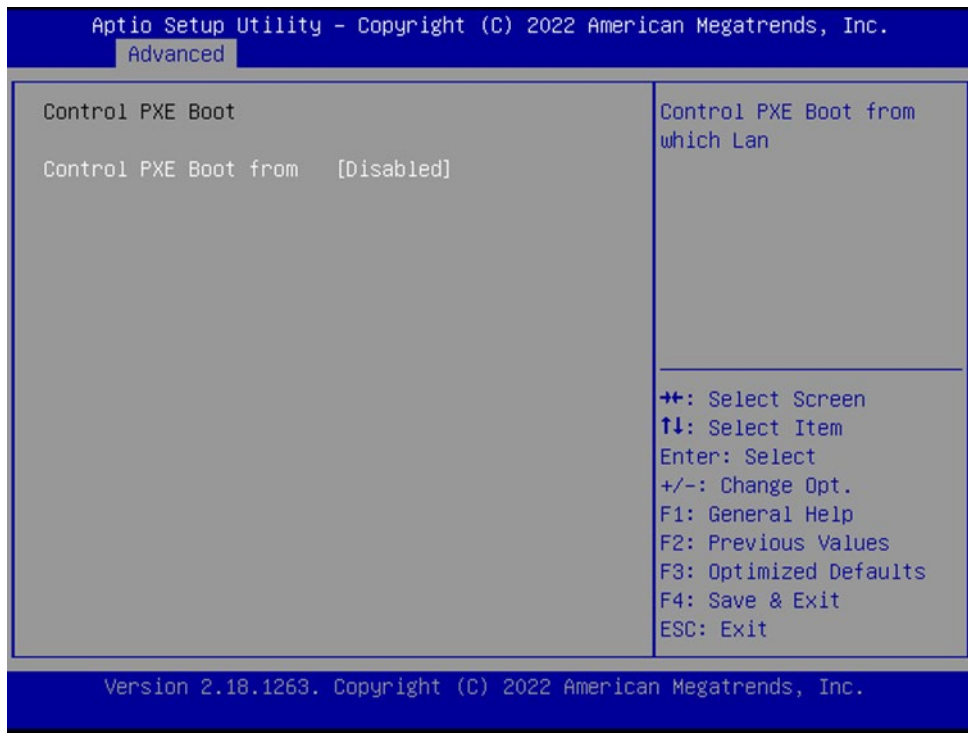 Aptio Setup Utility – Copyright (C) 2022 American Megatrends, Inc.
Advanced
Control PXE Boot
Control PXE Boot from [Disabled]
Control PXE Boot from
which Lan
→←: Select Screen
↑↓: Select Item
Enter: Select
+/-: Change Opt.
F1: General Help
F2: Previous Values
F3: Optimized Defaults
F4: Save & Exit
ESC: Exit
Version 2.18.1263. Copyright (C) 2022 American Megatrends, Inc.